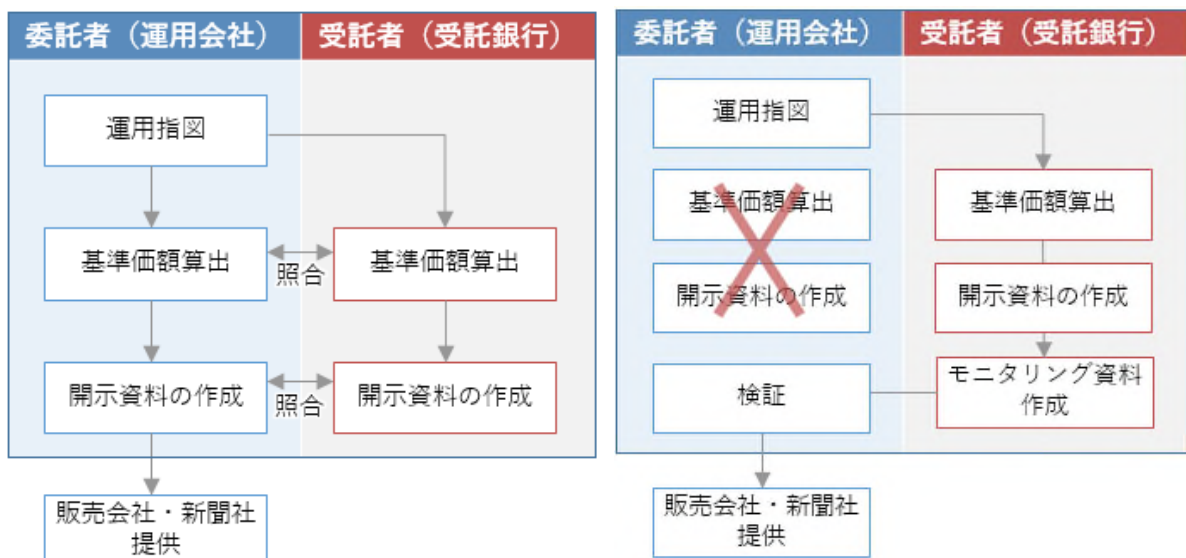 委託者（運用会社）
受託者（受託銀行）
運用指図
基準価額算出
照合
基準価額算出
開示資料の作成
照合
開示資料の作成
販売会社・新聞社
提供
委託者（運用会社）
受託者（受託銀行）
運用指図
基準価額算出
基準価額算出
開示資料の作成
開示資料の作成
検証
モニタリング資料
作成
販売会社・新聞社
提供